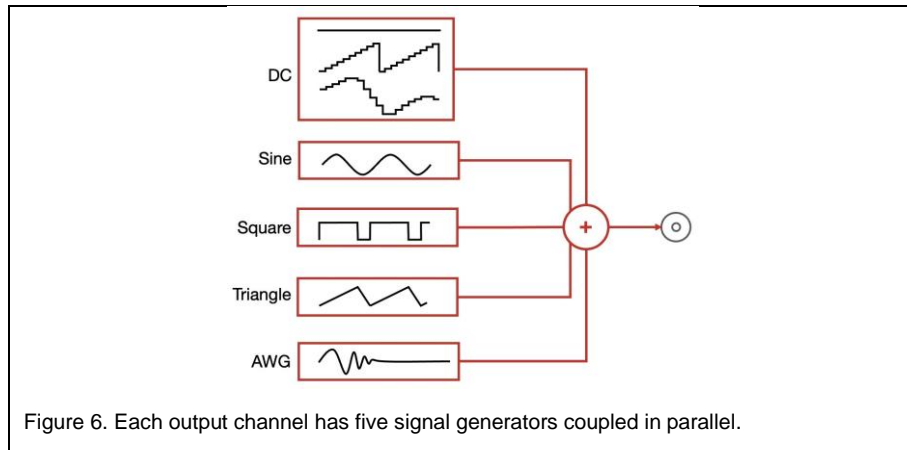 DC
Sine
Square
+
Triangle
AWG
Figure 6. Each output channel has five signal generators coupled in parallel.